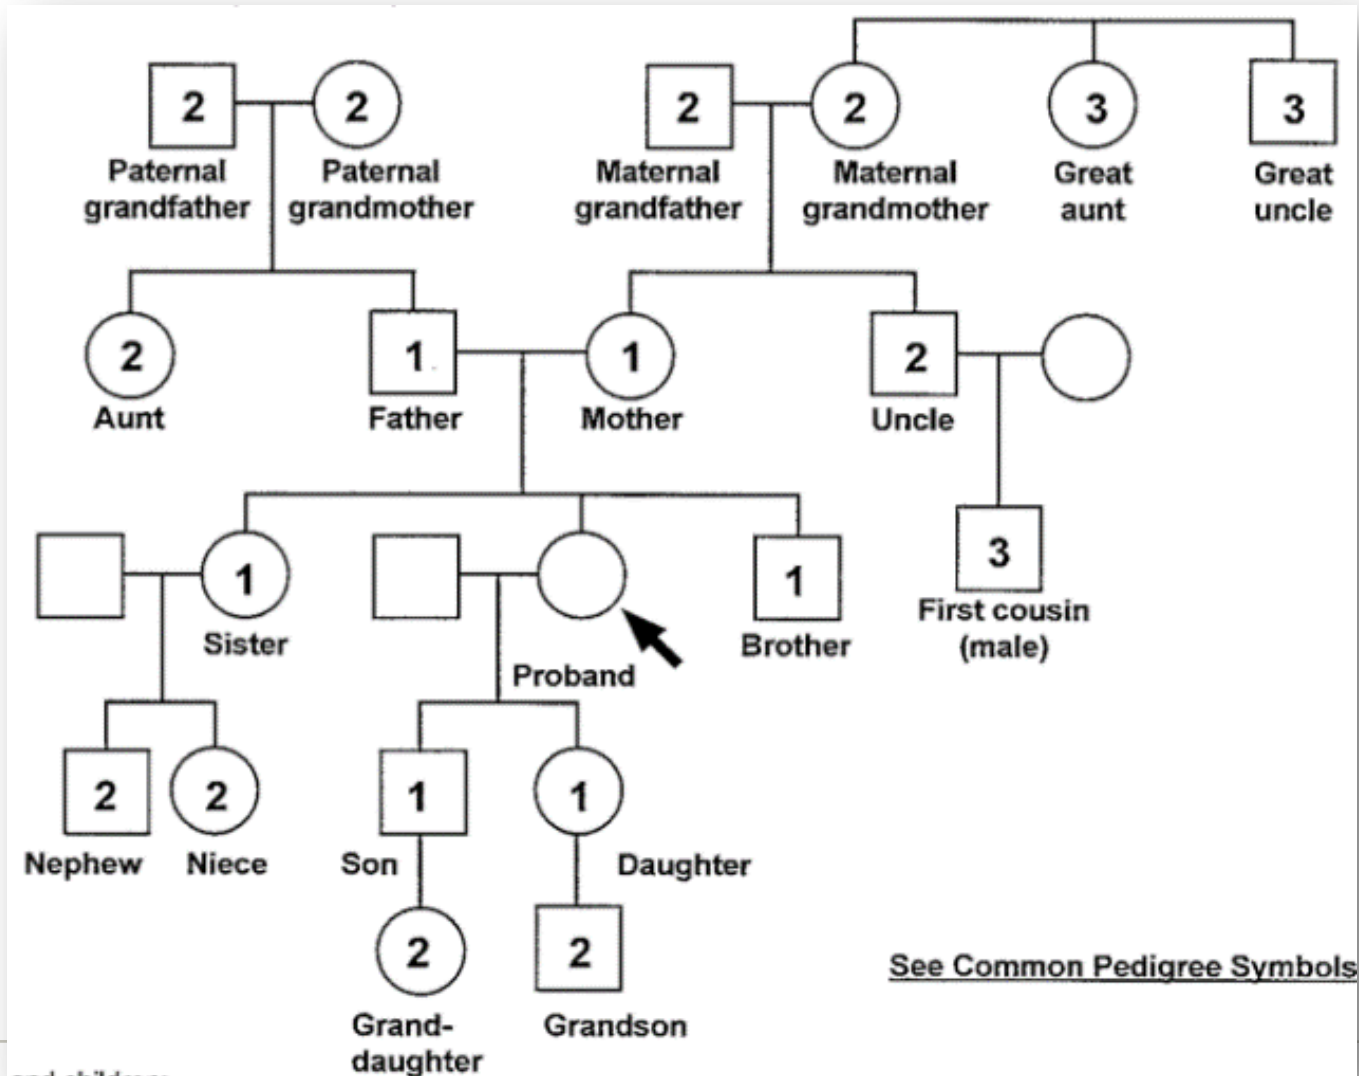 2 2 2 2 3 3
Paternal Paternal Maternal Maternal Great Great
grandfather grandmother grandfather grandmother aunt uncle
2 1 1 2
Aunt Father Mother Uncle
3
First cousin
(male)
1 1
Sister Brother
Proband
2 2 1 1
Nephew Niece Son Daughter
2 2
See Common Pedigree Symbols
Grand- Grandson
daughter